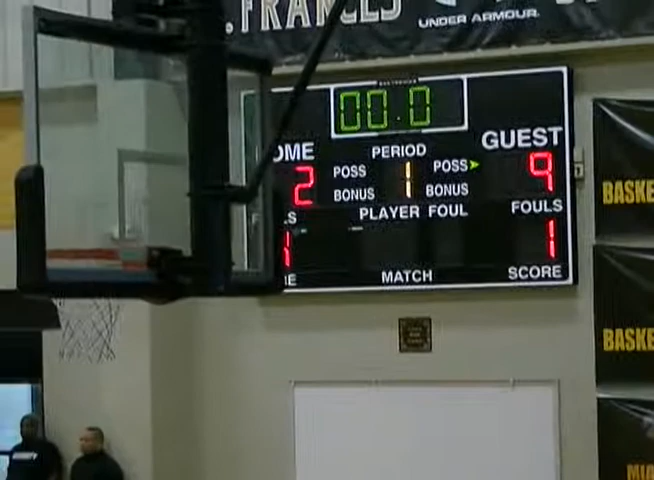 FRANCES
UNDER ARMOUR
00.0
OME
PERIOD
GUEST
2
POSS
1
POSS
9
BONUS
BONUS
PLAYER FOUL
FOULS
1
1
MATCH
SCORE
BASKE
BASKE